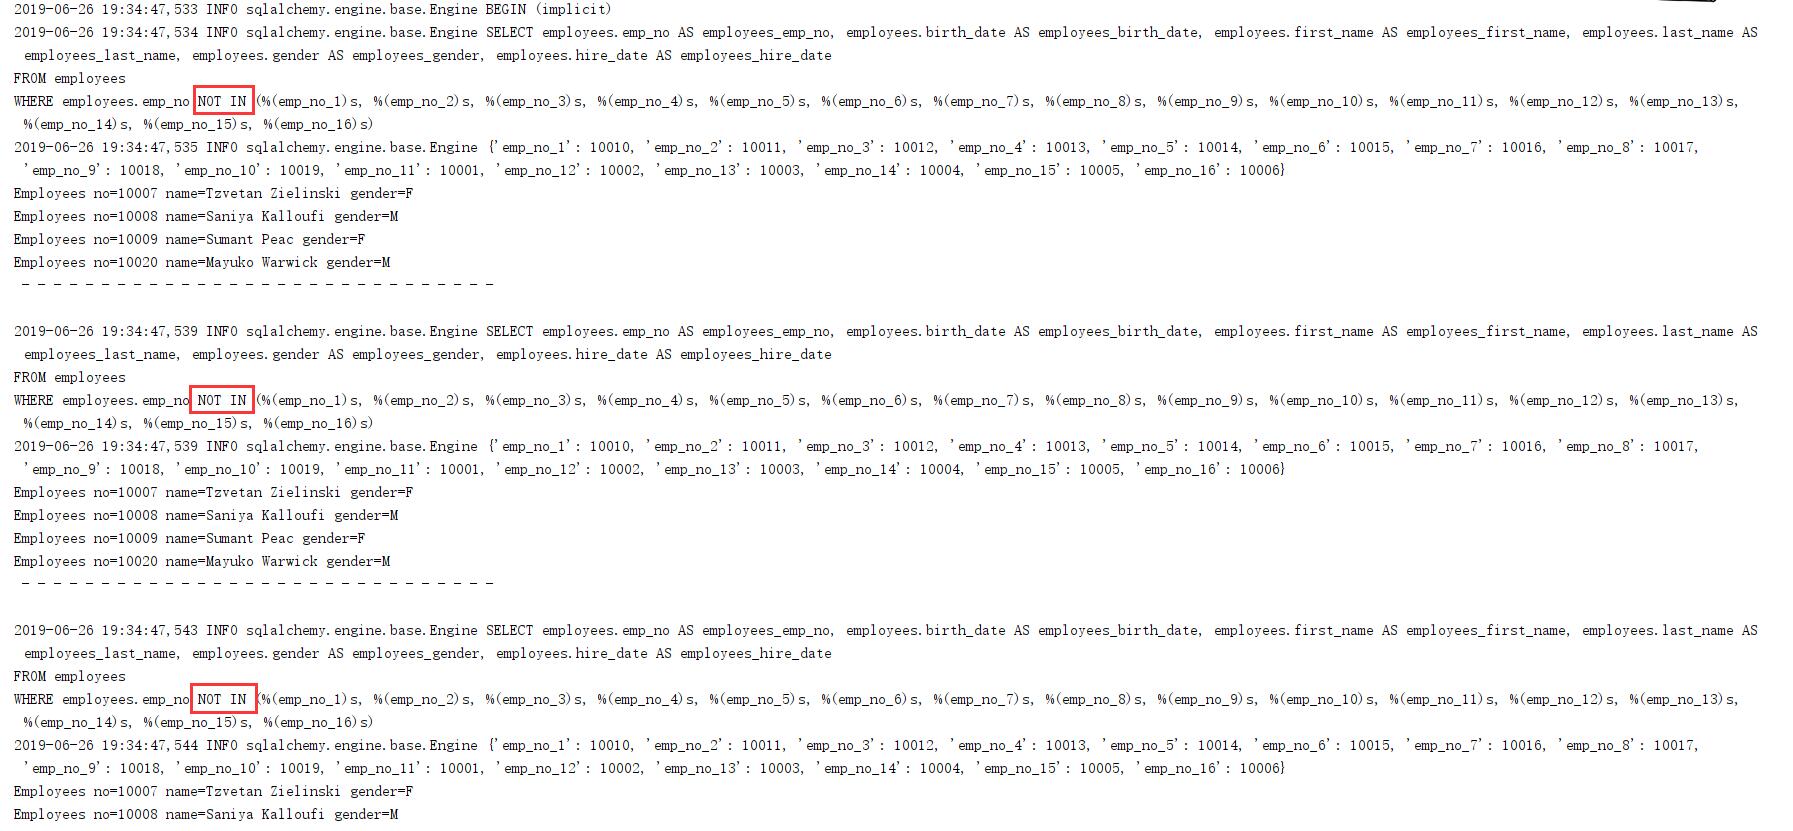 2019-06-26 19:34:47,533 INFO sqlalchemy.engine.base.Engine BEGIN (implicit)
2019-06-26 19:34:47,534 INFO sqlalchemy.engine.base.Engine SELECT employees.emp_no AS employees_emp_no, employees.birth_date AS employees_birth_date, employees.first_name AS employees_first_name, employees.last_name AS
employees_last_name, employees.gender AS employees_gender, employees.hire_date AS employees_hire_date
FROM employees
WHERE employees.emp_no NOT IN (%(emp_no_1)s, %(emp_no_2)s, %(emp_no_3)s, %(emp_no_4)s, %(emp_no_5)s, %(emp_no_6)s, %(emp_no_7)s, %(emp_no_8)s, %(emp_no_9)s, %(emp_no_10)s, %(emp_no_11)s, %(emp_no_12)s, %(emp_no_13)s,
%(emp_no_14)s, %(emp_no_15)s, %(emp_no_16)s)
2019-06-26 19:34:47,535 INFO sqlalchemy.engine.base.Engine {'emp_no_1': 10010, 'emp_no_2': 10011, 'emp_no_3': 10012, 'emp_no_4': 10013, 'emp_no_5': 10014, 'emp_no_6': 10015, 'emp_no_7': 10016, 'emp_no_8': 10017,
'emp_no_9': 10018, 'emp_no_10': 10019, 'emp_no_11': 10001, 'emp_no_12': 10002, 'emp_no_13': 10003, 'emp_no_14': 10004, 'emp_no_15': 10005, 'emp_no_16': 10006}
Employees no=10007 name=Tzvetan Zielinski gender=F
Employees no=10008 name=Saniya Kalloufi gender=M
Employees no=10009 name=Sumant Peac gender=F
Employees no=10020 name=Mayuko Warwick gender=M
- - - - - - - - - - - - - - - - - - - - - - - - - - - - - -
2019-06-26 19:34:47,539 INFO sqlalchemy.engine.base.Engine SELECT employees.emp_no AS employees_emp_no, employees.birth_date AS employees_birth_date, employees.first_name AS employees_first_name, employees.last_name AS
employees_last_name, employees.gender AS employees_gender, employees.hire_date AS employees_hire_date
FROM employees
WHERE employees.emp_no NOT IN (%(emp_no_1)s, %(emp_no_2)s, %(emp_no_3)s, %(emp_no_4)s, %(emp_no_5)s, %(emp_no_6)s, %(emp_no_7)s, %(emp_no_8)s, %(emp_no_9)s, %(emp_no_10)s, %(emp_no_11)s, %(emp_no_12)s, %(emp_no_13)s,
%(emp_no_14)s, %(emp_no_15)s, %(emp_no_16)s)
2019-06-26 19:34:47,539 INFO sqlalchemy.engine.base.Engine {'emp_no_1': 10010, 'emp_no_2': 10011, 'emp_no_3': 10012, 'emp_no_4': 10013, 'emp_no_5': 10014, 'emp_no_6': 10015, 'emp_no_7': 10016, 'emp_no_8': 10017,
'emp_no_9': 10018, 'emp_no_10': 10019, 'emp_no_11': 10001, 'emp_no_12': 10002, 'emp_no_13': 10003, 'emp_no_14': 10004, 'emp_no_15': 10005, 'emp_no_16': 10006}
Employees no=10007 name=Tzvetan Zielinski gender=F
Employees no=10008 name=Saniya Kalloufi gender=M
Employees no=10009 name=Sumant Peac gender=F
Employees no=10020 name=Mayuko Warwick gender=M
- - - - - - - - - - - - - - - - - - - - - - - - - - - - - -
2019-06-26 19:34:47,543 INFO sqlalchemy.engine.base.Engine SELECT employees.emp_no AS employees_emp_no, employees.birth_date AS employees_birth_date, employees.first_name AS employees_first_name, employees.last_name AS
employees_last_name, employees.gender AS employees_gender, employees.hire_date AS employees_hire_date
FROM employees
WHERE employees.emp_no NOT IN (%(emp_no_1)s, %(emp_no_2)s, %(emp_no_3)s, %(emp_no_4)s, %(emp_no_5)s, %(emp_no_6)s, %(emp_no_7)s, %(emp_no_8)s, %(emp_no_9)s, %(emp_no_10)s, %(emp_no_11)s, %(emp_no_12)s, %(emp_no_13)s,
%(emp_no_14)s, %(emp_no_15)s, %(emp_no_16)s)
2019-06-26 19:34:47,544 INFO sqlalchemy.engine.base.Engine {'emp_no_1': 10010, 'emp_no_2': 10011, 'emp_no_3': 10012, 'emp_no_4': 10013, 'emp_no_5': 10014, 'emp_no_6': 10015, 'emp_no_7': 10016, 'emp_no_8': 10017,
'emp_no_9': 10018, 'emp_no_10': 10019, 'emp_no_11': 10001, 'emp_no_12': 10002, 'emp_no_13': 10003, 'emp_no_14': 10004, 'emp_no_15': 10005, 'emp_no_16': 10006}
Employees no=10007 name=Tzvetan Zielinski gender=F
Employees no=10008 name=Saniya Kalloufi gender=M